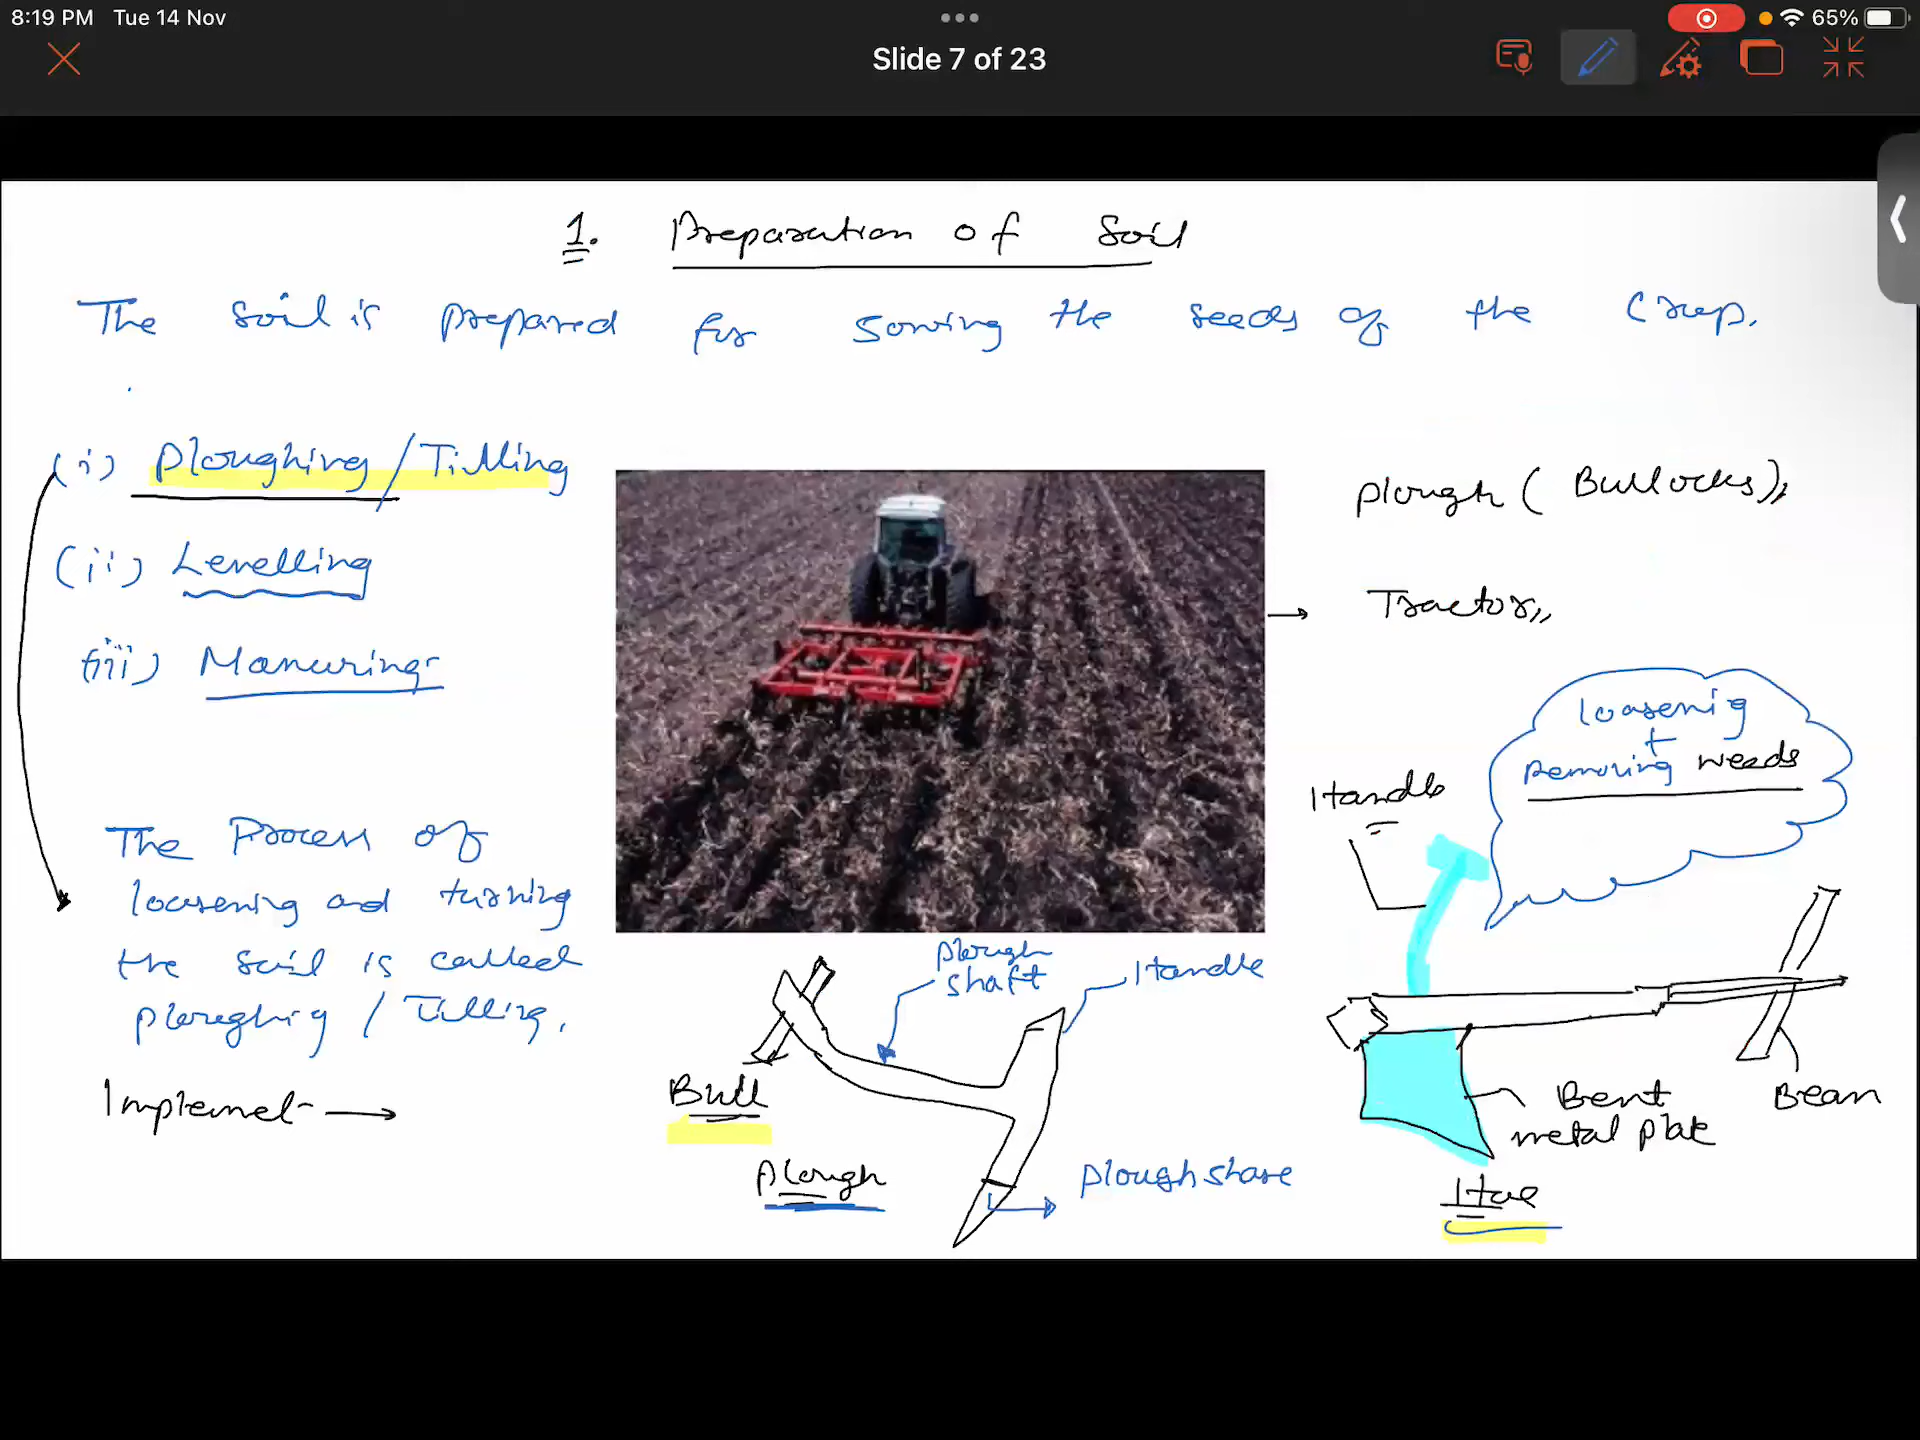 8:19 PM Tue 14 Nov
65%
Slide 7 of 23
1. Preparation of Soil
The soil is prepared for sowing the seeds of the Crop.
(i) Ploughing / Tilling
(ii) Levelling
(iii) Manuring
The Process of
loosening and turning
the soil is called
ploughig / Tilling.
Implemet →
Plough (Bullocks),,
→ Tractor,,
loosenig
+
Removing weeds
Handle
Beam
Bent
metal plate
Hoe
plough
shaft
Handle
Bull
Plough
Ploughshare